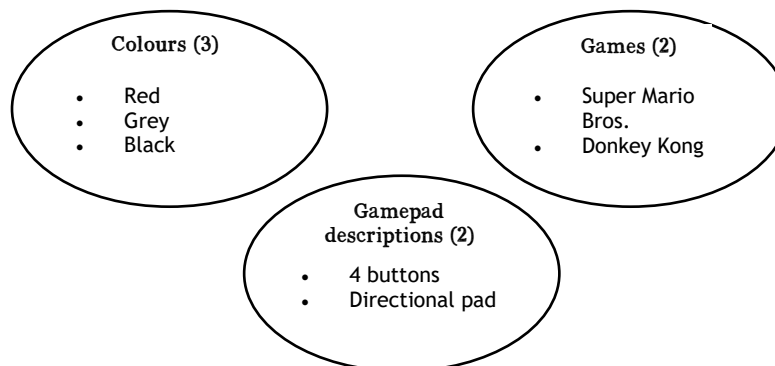 Colours (3)
• Red
• Grey
• Black
Games (2)
• Super Mario
Bros.
• Donkey Kong
Gamepad
descriptions (2)
• 4 buttons
• Directional pad